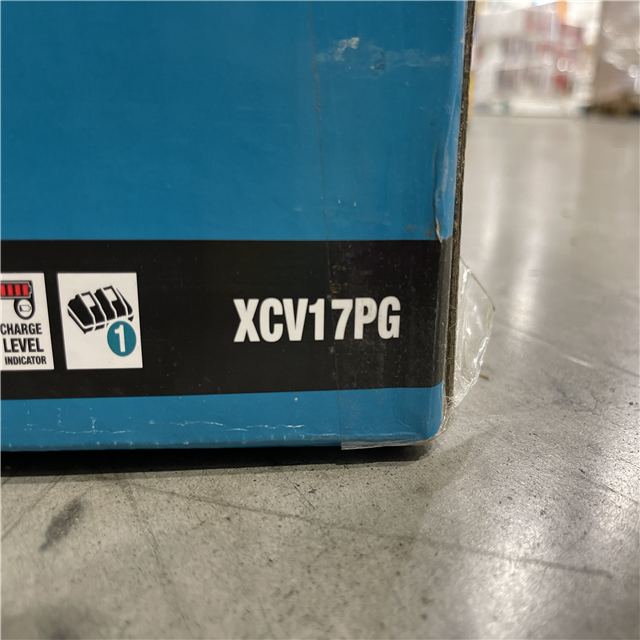 CHARGE
LEVEL
INDICATOR
1
XCV17PG